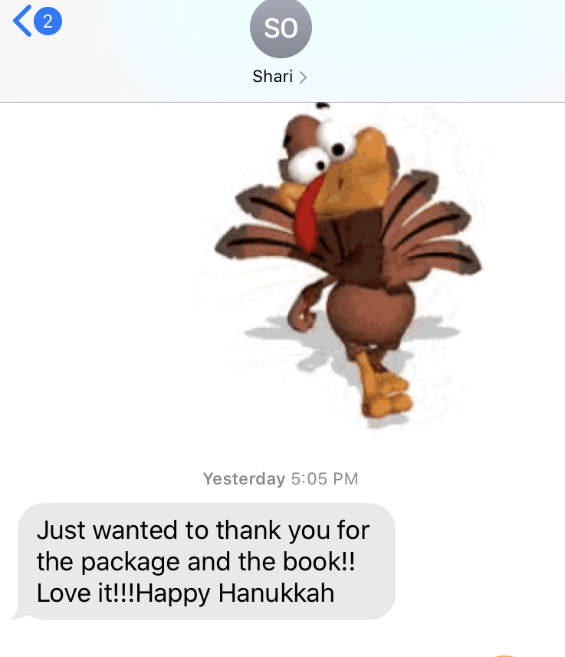 2
SO
Shari
Yesterday 5:05 PM
Just wanted to thank you for
the package and the book!!
Love it!!!Happy Hanukkah